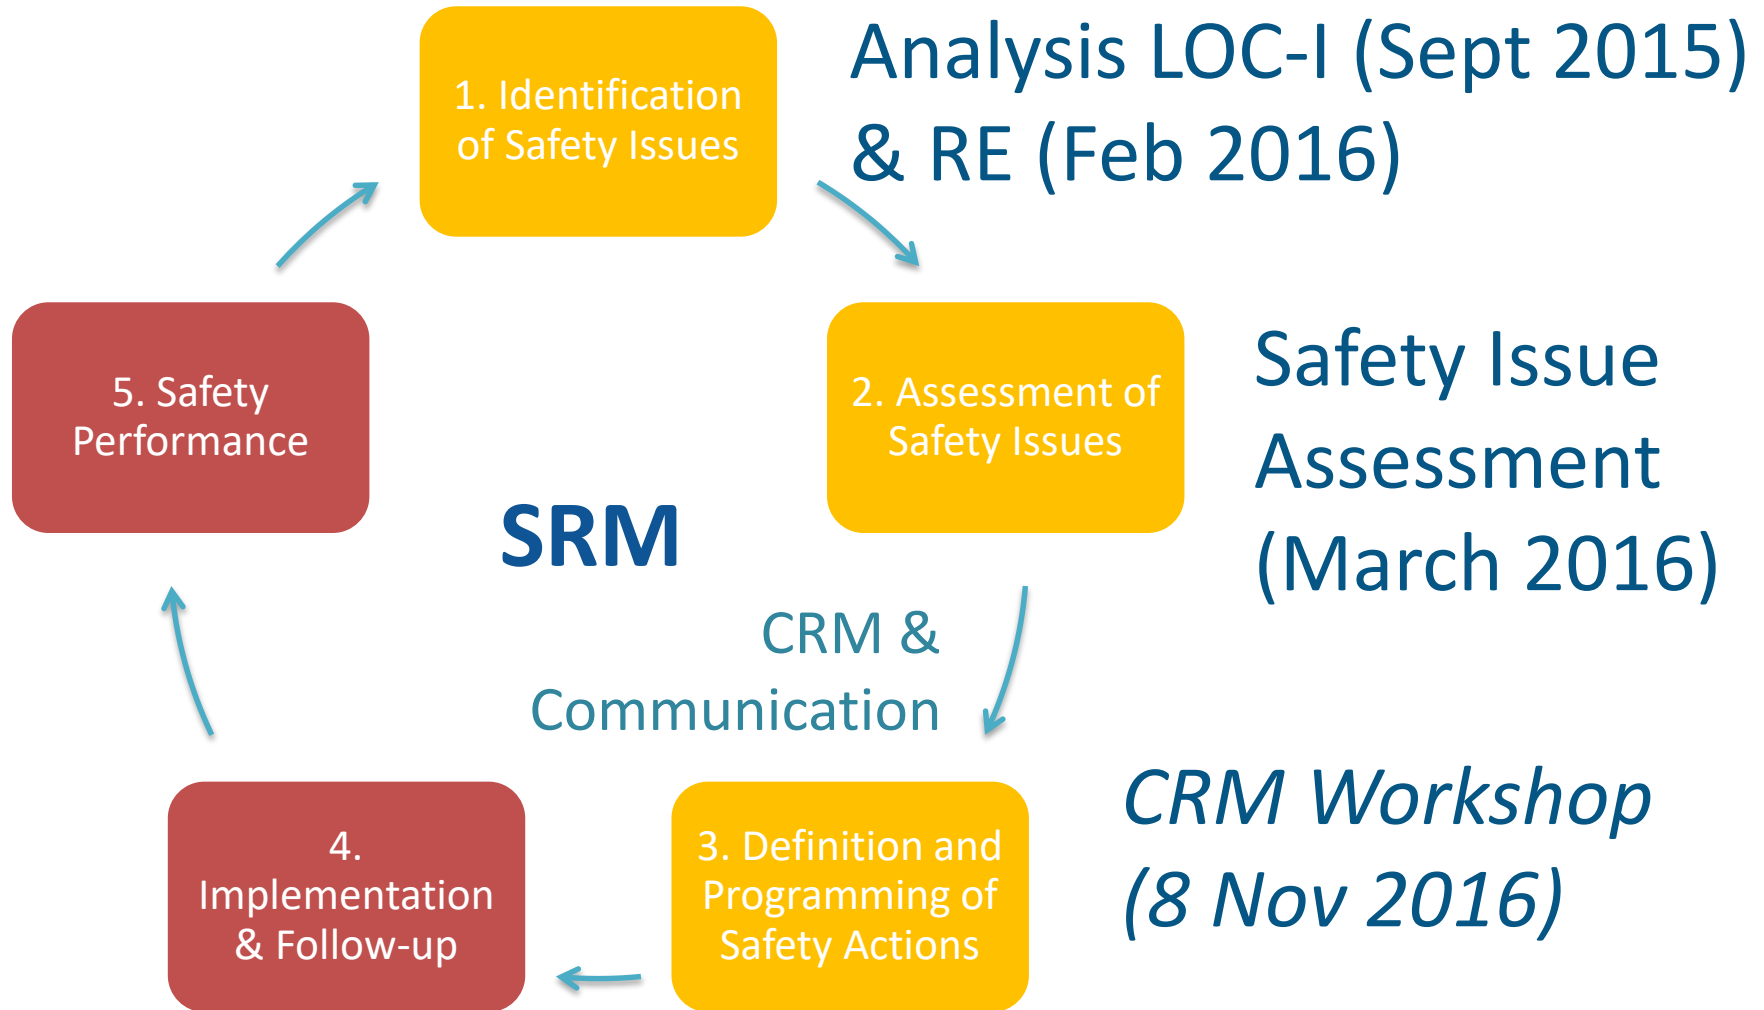 1. Identification
of Safety Issues
Analysis LOC-I (Sept 2015)
& RE (Feb 2016)
2. Assessment of
Safety Issues
Safety Issue
Assessment
(March 2016)
5. Safety
Performance
SRM
CRM &
Communication
3. Definition and
Programming of
Safety Actions
CRM Workshop
(8 Nov 2016)
4.
Implementation
& Follow-up